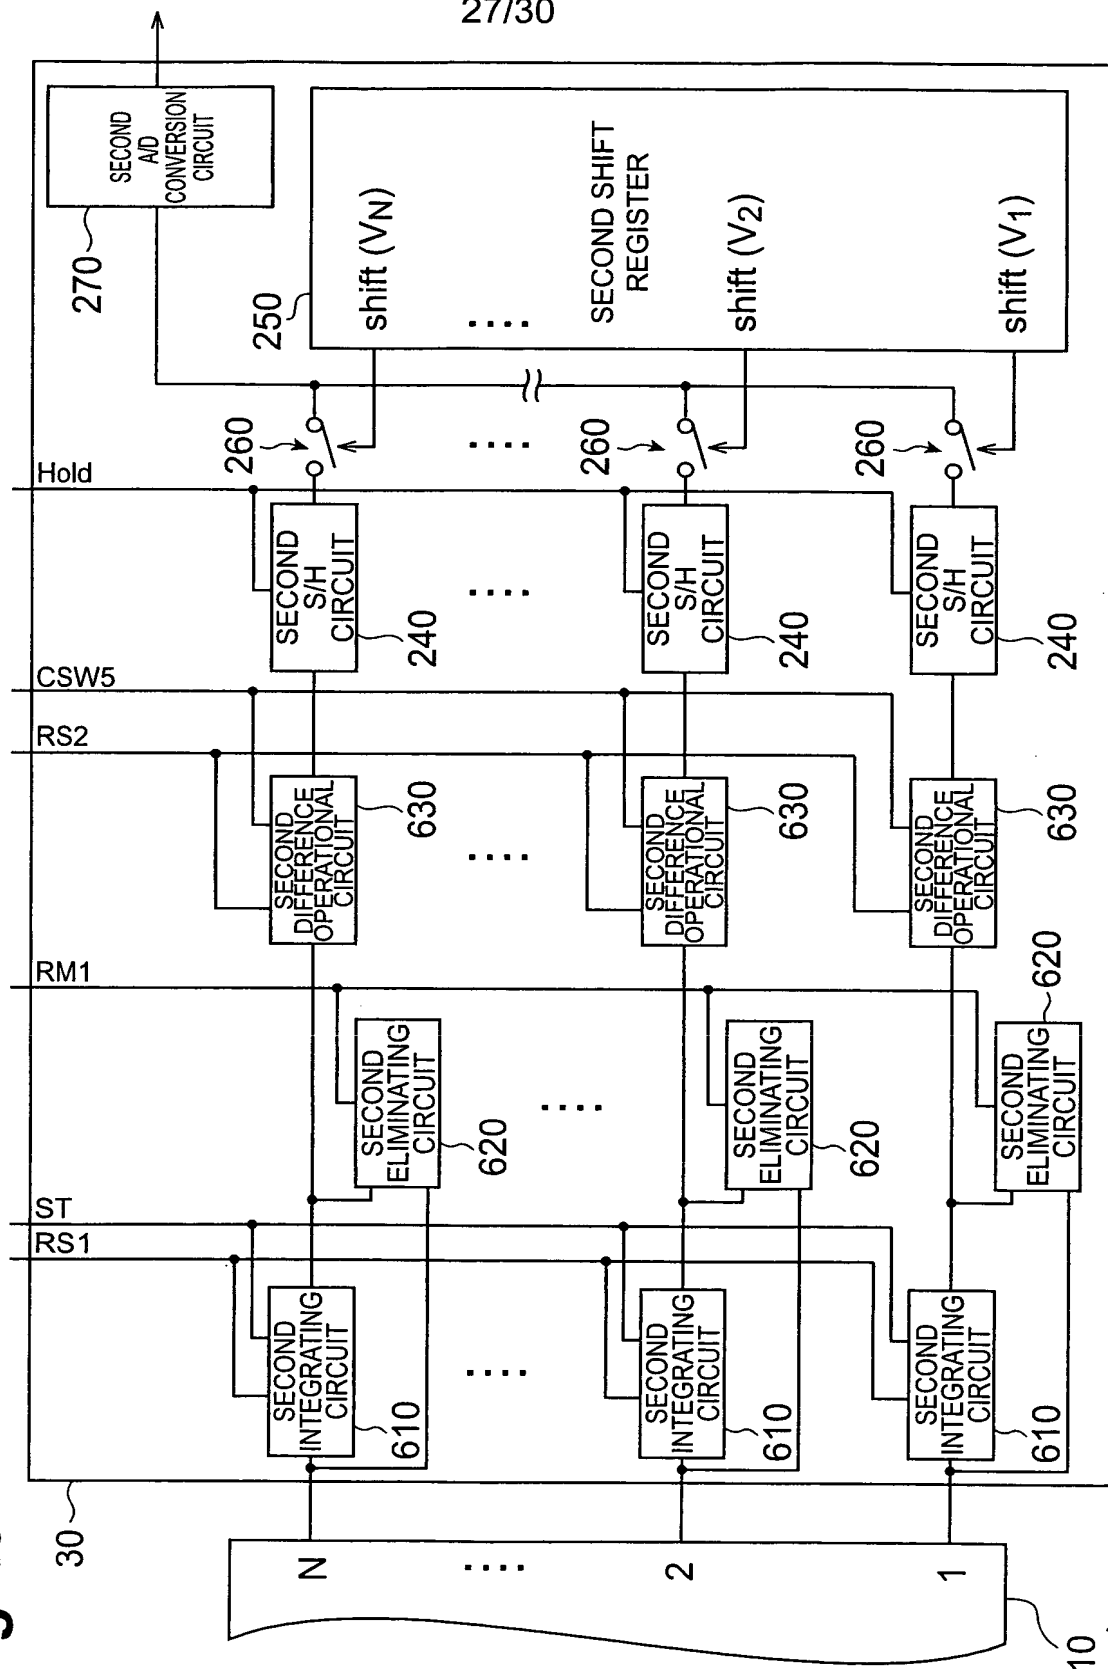 27/30
SECOND
A/D
CONVERSION
CIRCUIT
270
SECOND SHIFT
REGISTER
250
shift (VN)
shift (V2)
shift (V1)
....
260
260
260
....
Hold
SECOND
S/H
CIRCUIT
240
SECOND
S/H
CIRCUIT
240
SECOND
S/H
CIRCUIT
240
....
CSW5
RS2
SECOND
DIFFERENCE
OPERATIONAL
CIRCUIT
630
SECOND
DIFFERENCE
OPERATIONAL
CIRCUIT
630
SECOND
DIFFERENCE
OPERATIONAL
CIRCUIT
630
....
RM1
SECOND
ELIMINATING
CIRCUIT
620
SECOND
ELIMINATING
CIRCUIT
620
SECOND
ELIMINATING
CIRCUIT
620
....
ST
RS1
SECOND
INTEGRATING
CIRCUIT
610
SECOND
INTEGRATING
CIRCUIT
610
SECOND
INTEGRATING
CIRCUIT
610
....
30
N
....
2
1
10